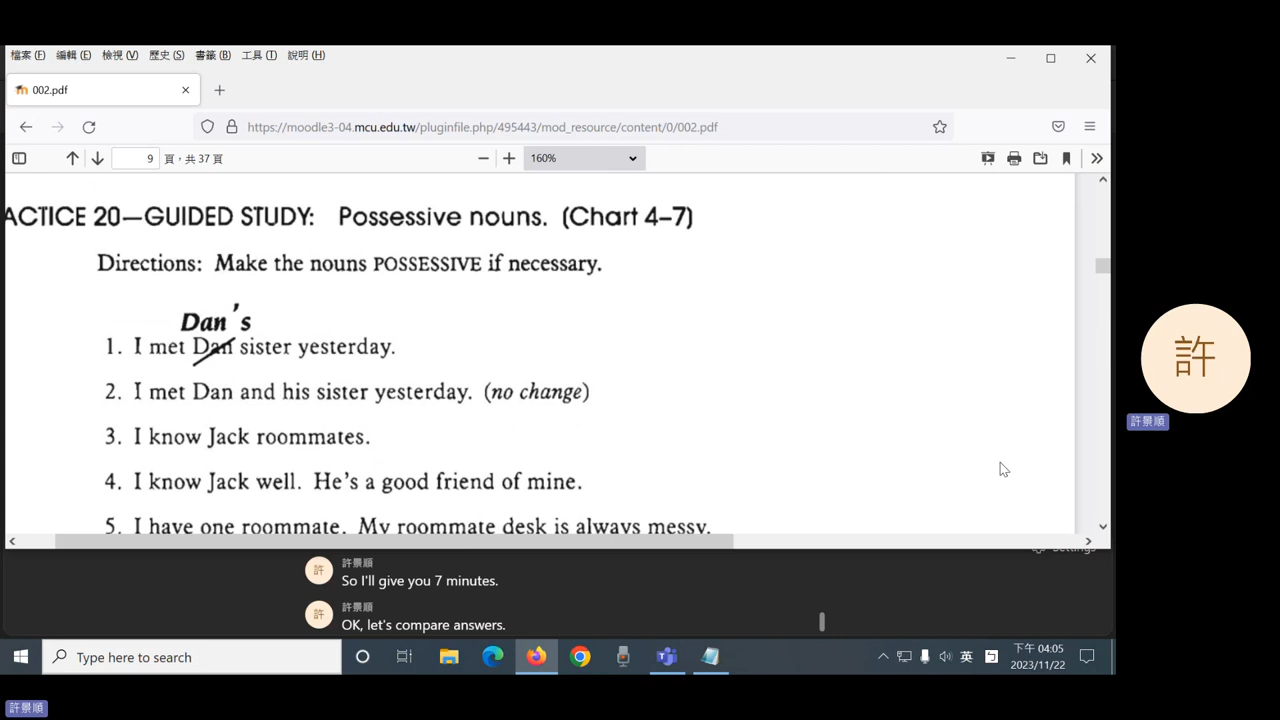 檔案 (F) 編輯 (E) 檢視 (V) 歷史 (S) 書籤 (B) 工具 (T) 說明 (H)
002.pdf
https://moodle3-04.mcu.edu.tw/pluginfile.php/495443/mod_resource/content/0/002.pdf
9 頁，共 37 頁 160%
ACTICE 20—GUIDED STUDY: Possessive nouns. (Chart 4–7)
Directions: Make the nouns POSSESSIVE if necessary.
Dan's
1. I met Dan sister yesterday.
2. I met Dan and his sister yesterday. (no change)
3. I know Jack roommates.
4. I know Jack well. He's a good friend of mine.
5. I have one roommate. My roommate desk is always messy.
Settings
許 許景順
So I'll give you 7 minutes.
許 許景順
OK, let's compare answers.
許
許景順
Type here to search
英
下午 04:05
2023/11/22
許景順